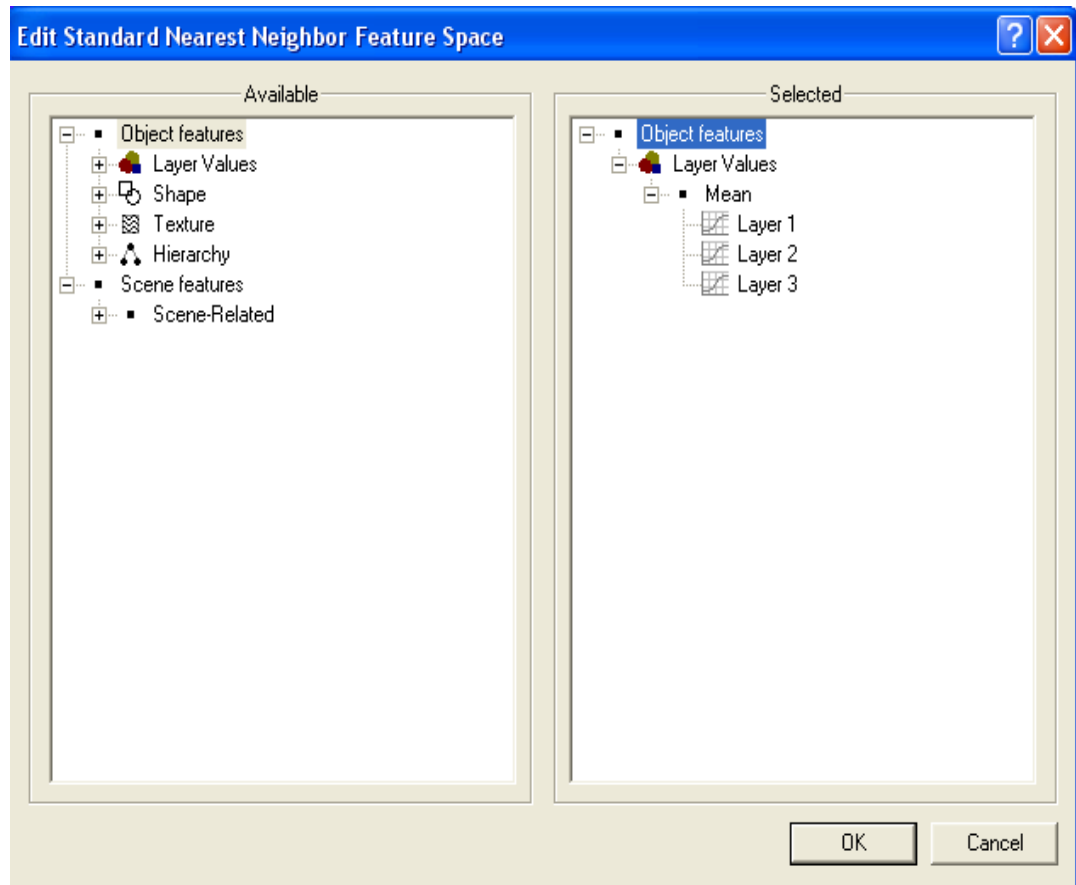 Edit Standard Nearest Neighbor Feature Space
Available
Object features
Layer Values
Shape
Texture
Hierarchy
Scene features
Scene-Related
Selected
Object features
Layer Values
Mean
Layer 1
Layer 2
Layer 3
OK
Cancel